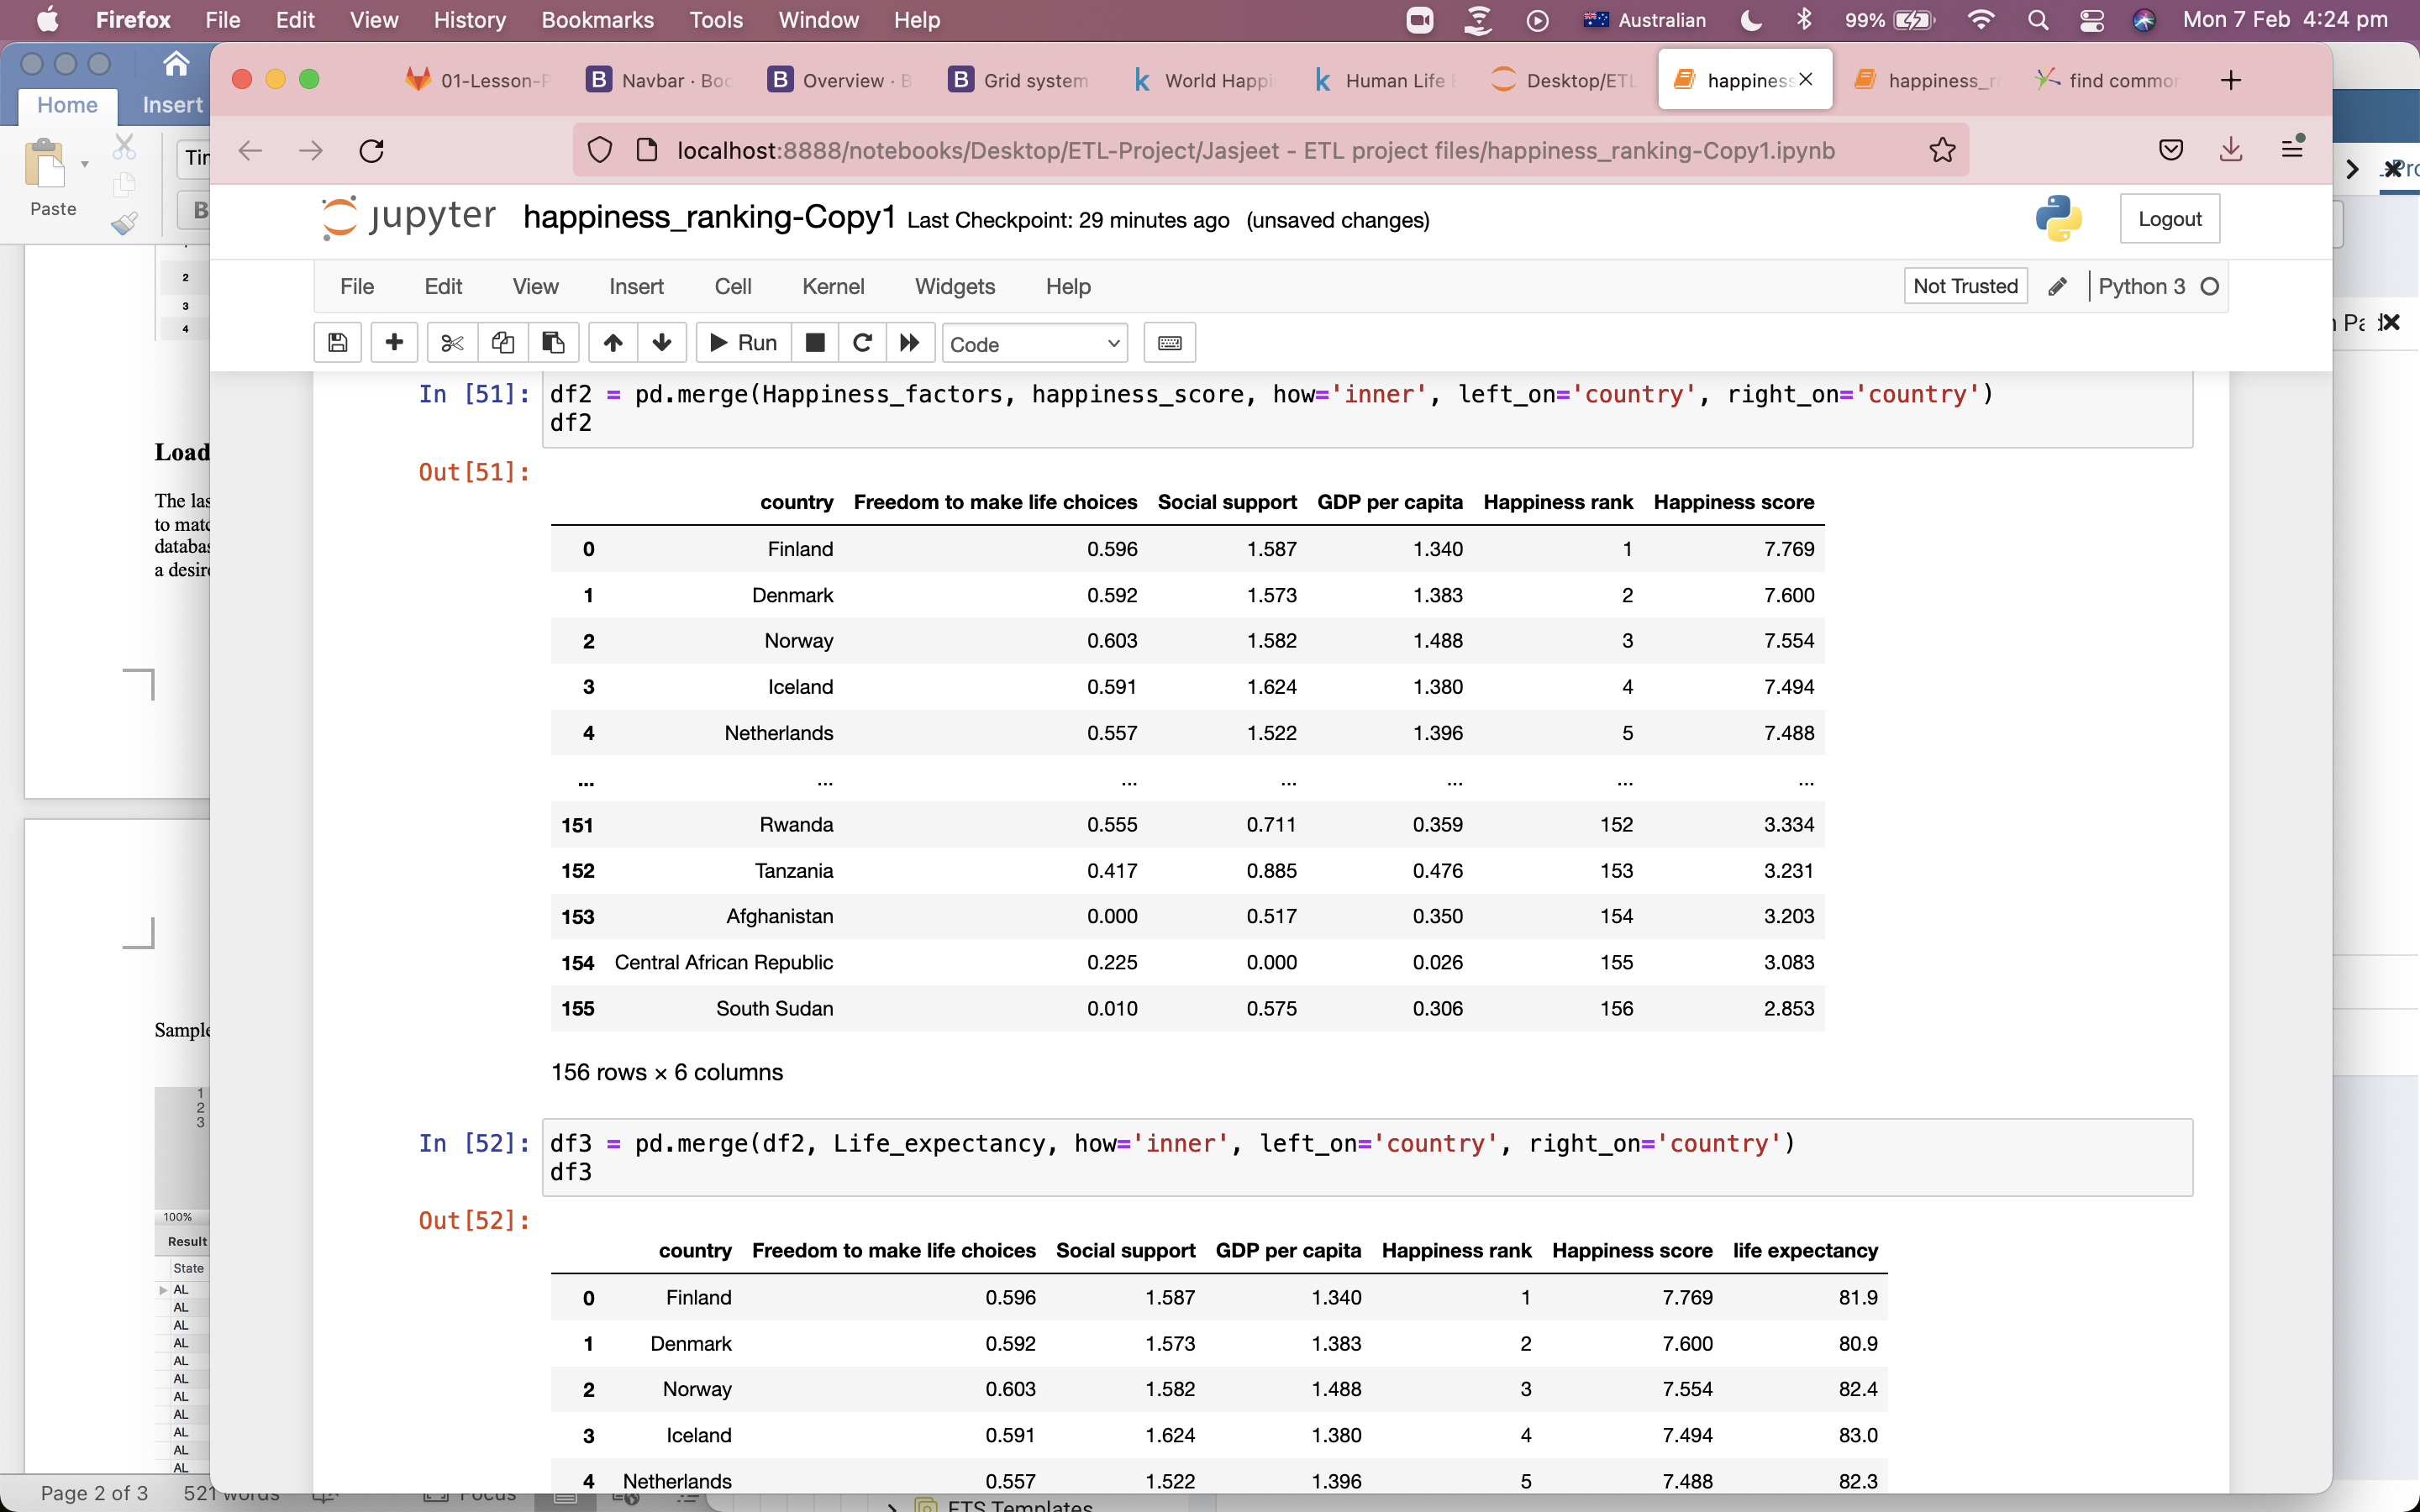 Firefox File Edit View History Bookmarks Tools Window Help Australian 99% Mon 7 Feb 4:24 pm
01-Lesson-P Navbar · Boo Overview · B Grid system World Happi Human Life E Desktop/ETL happiness happiness_r find commor
Home Insert
localhost:8888/notebooks/Desktop/ETL-Project/Jasjeet - ETL project files/happiness_ranking-Copy1.ipynb
Paste
B
jupyter happiness_ranking-Copy1 Last Checkpoint: 29 minutes ago (unsaved changes) Logout
File Edit View Insert Cell Kernel Widgets Help Not Trusted Python 3
Run Code
2
3
4
In [51]: df2 = pd.merge(Happiness_factors, happiness_score, how='inner', left_on='country', right_on='country')
df2
Out[51]:
country Freedom to make life choices Social support GDP per capita Happiness rank Happiness score
0 Finland 0.596 1.587 1.340 1 7.769
1 Denmark 0.592 1.573 1.383 2 7.600
2 Norway 0.603 1.582 1.488 3 7.554
3 Iceland 0.591 1.624 1.380 4 7.494
4 Netherlands 0.557 1.522 1.396 5 7.488
... ... ... ... ... ... ...
151 Rwanda 0.555 0.711 0.359 152 3.334
152 Tanzania 0.417 0.885 0.476 153 3.231
153 Afghanistan 0.000 0.517 0.350 154 3.203
154 Central African Republic 0.225 0.000 0.026 155 3.083
155 South Sudan 0.010 0.575 0.306 156 2.853
156 rows × 6 columns
In [52]: df3 = pd.merge(df2, Life_expectancy, how='inner', left_on='country', right_on='country')
df3
Out[52]:
country Freedom to make life choices Social support GDP per capita Happiness rank Happiness score life expectancy
0 Finland 0.596 1.587 1.340 1 7.769 81.9
1 Denmark 0.592 1.573 1.383 2 7.600 80.9
2 Norway 0.603 1.582 1.488 3 7.554 82.4
3 Iceland 0.591 1.624 1.380 4 7.494 83.0
4 Netherlands 0.557 1.522 1.396 5 7.488 82.3
Load
The las
to matc
databas
a desire
Sample
1
2
3
100%
Result
State
AL
AL
AL
AL
AL
AL
AL
AL
AL
AL
AL
Page 2 of 3 521 words Focus
ETS Templates